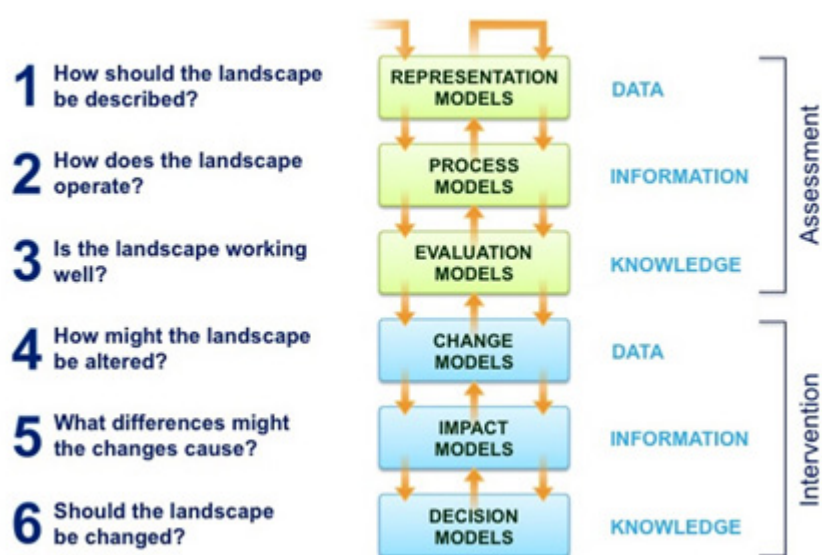 1 How should the landscape
be described?
REPRESENTATION
MODELS
DATA
2 How does the landscape
operate?
PROCESS
MODELS
INFORMATION
3 Is the landscape working
well?
EVALUATION
MODELS
KNOWLEDGE
Assessment
4 How might the landscape
be altered?
CHANGE
MODELS
DATA
5 What differences might
the changes cause?
IMPACT
MODELS
INFORMATION
6 Should the landscape
be changed?
DECISION
MODELS
KNOWLEDGE
Intervention